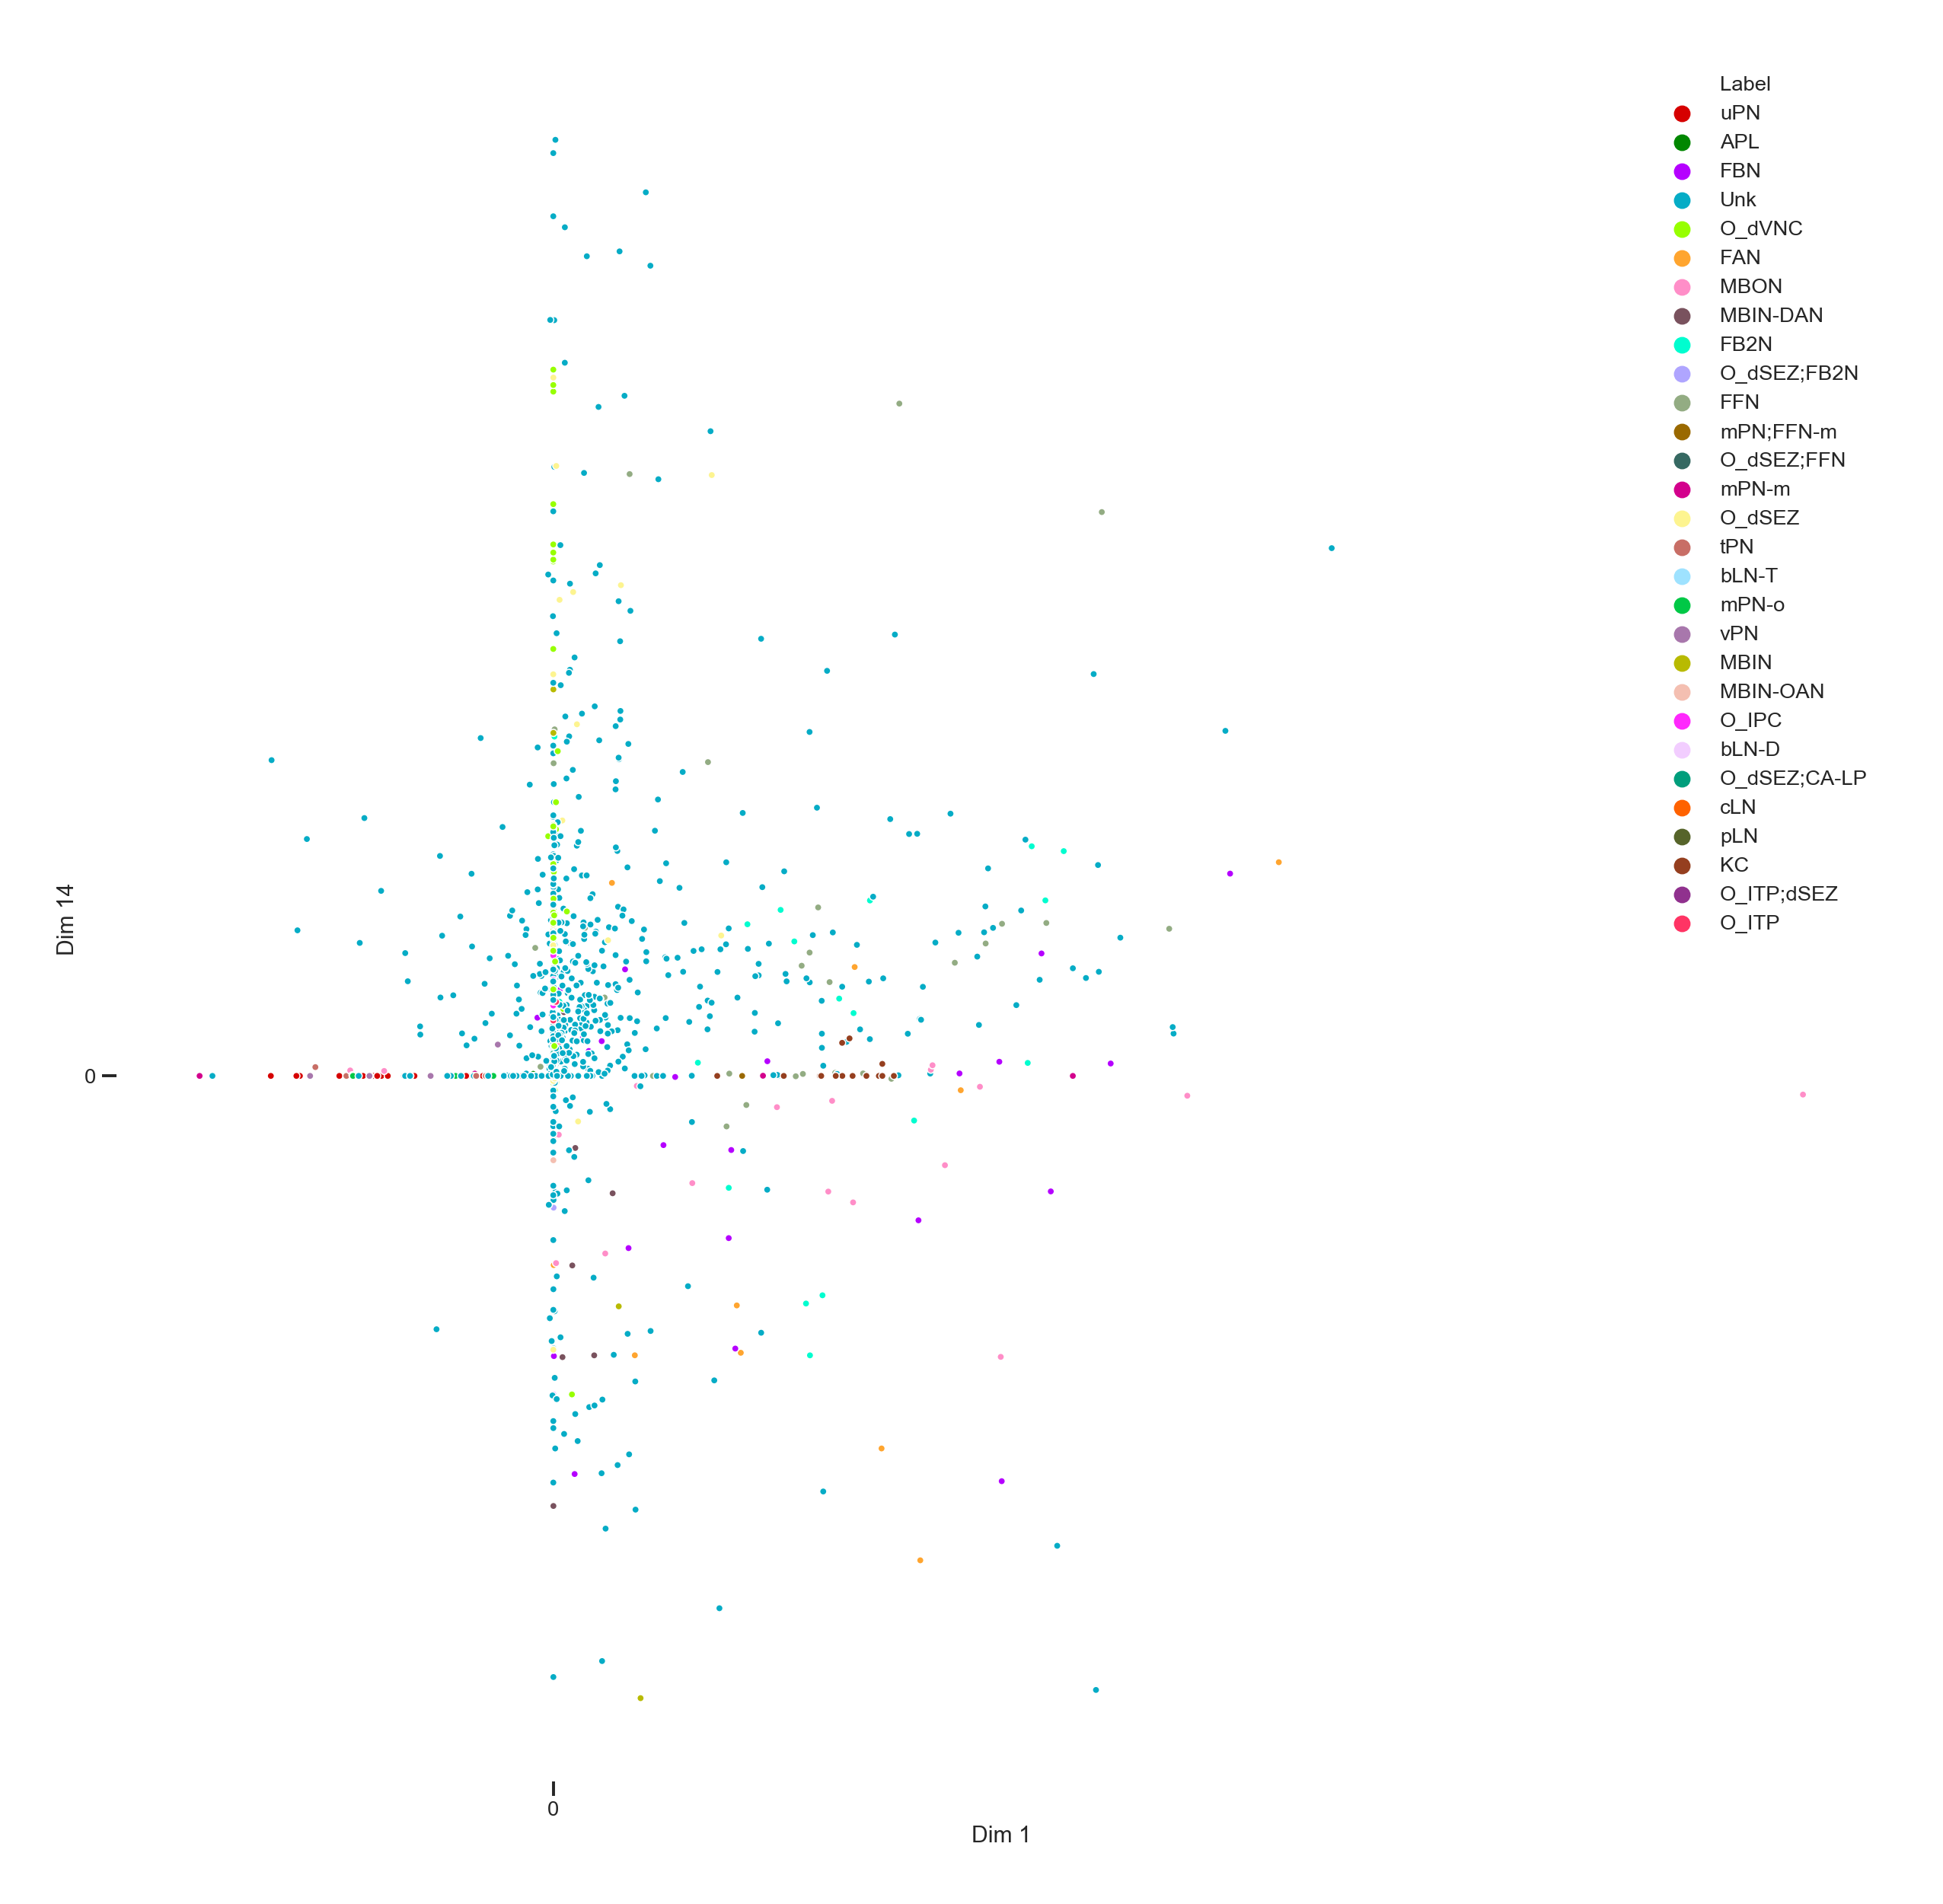 Label
uPN
APL
FBN
Unk
O_dVNC
FAN
MBON
MBIN-DAN
FB2N
O_dSEZ;FB2N
FFN
mPN;FFN-m
O_dSEZ;FFN
mPN-m
O_dSEZ
tPN
bLN-T
mPN-o
vPN
MBIN
MBIN-OAN
O_IPC
bLN-D
O_dSEZ;CA-LP
cLN
pLN
KC
O_ITP;dSEZ
O_ITP
Dim 14
0
0
Dim 1